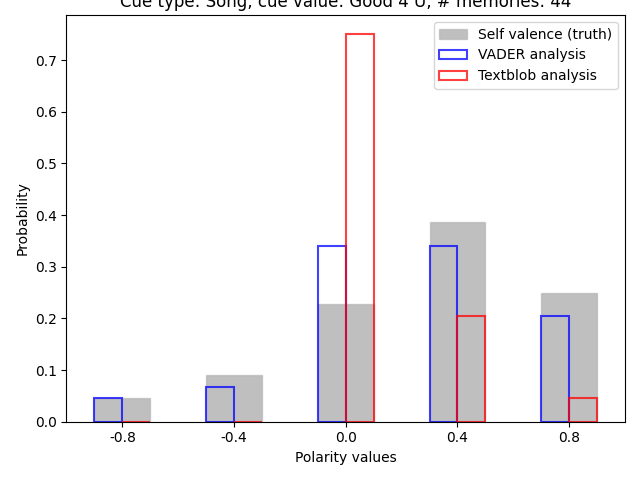 Cue type: Song, cue value: Good 4 U, # memories: 44
Self valence (truth)
VADER analysis
Textblob analysis
Probability
0.7
0.6
0.5
0.4
0.3
0.2
0.1
0.0
-0.8 -0.4 0.0 0.4 0.8
Polarity values